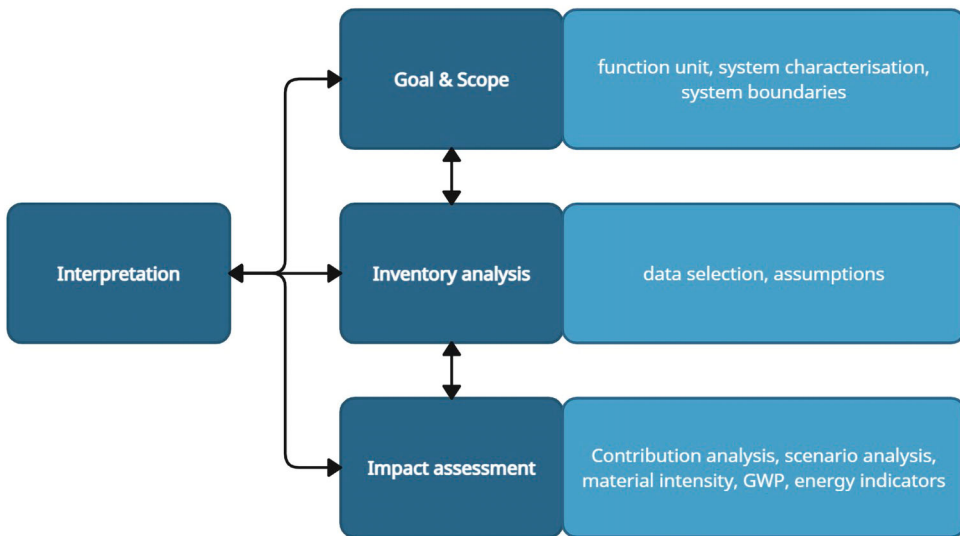 Goal & Scope
function unit, system characterisation,
system boundaries
Interpretation
Inventory analysis
data selection, assumptions
Impact assessment
Contribution analysis, scenario analysis,
material intensity, GWP, energy indicators